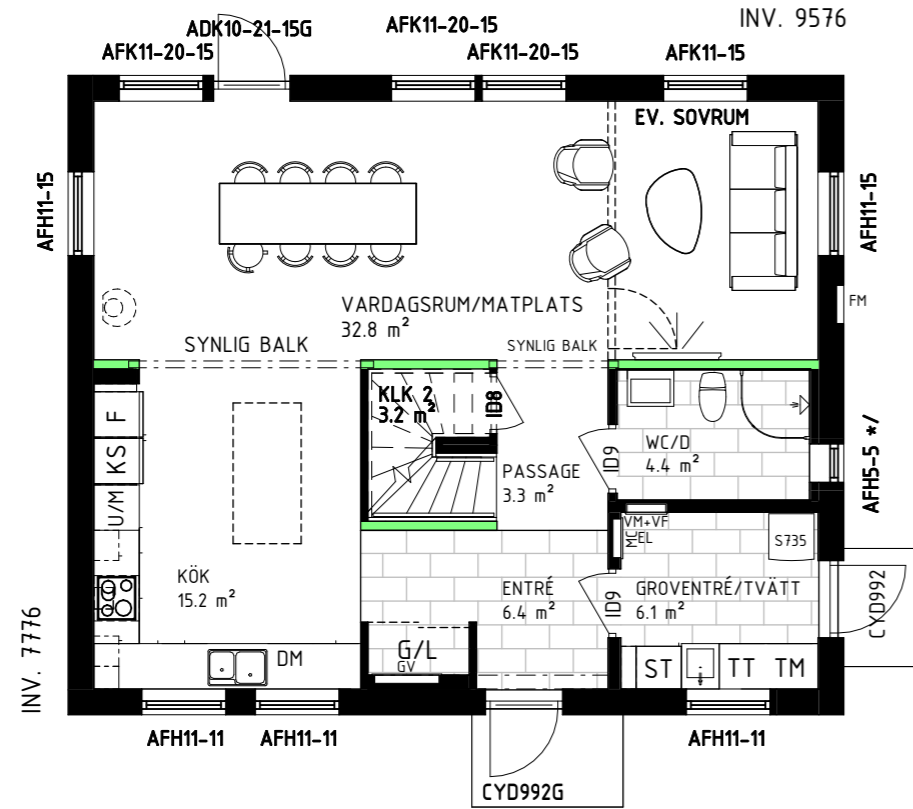 INV. 9576
ADK10-21-15G
AFK11-20-15
AFK11-20-15
AFK11-20-15
AFK11-15
EV. SOVRUM
AFH11-15
AFH11-15
FM
VARDAGSRUM/MATPLATS
32.8 m²
SYNLIG BALK
SYNLIG BALK
KLK 2
3.2 m²
ID8
F
KS
U/M
WC/D
4.4 m²
ID9
AFH5-5 */
PASSAGE
3.3 m²
VM+VF
EL
MC
S735
KÖK
15.2 m²
ENTRÉ
6.4 m²
ID9
GROVENTRÉ/TVÄTT
6.1 m²
CYD992
INV. 7776
G/L
GV
DM
ST
TT
TM
AFH11-11
AFH11-11
AFH11-11
CYD992G